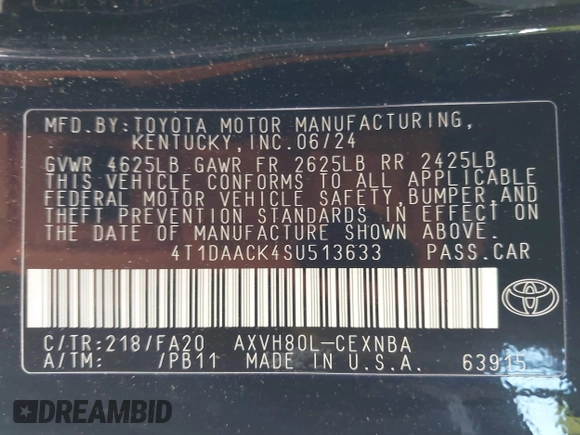 MFD.BY:TOYOTA MOTOR MANUFACTURING,
KENTUCKY,INC.06/24
GVWR 4625LB GAWR FR 2625LB RR 2425LB
THIS VEHICLE CONFORMS TO ALL APPLICABLE
FEDERAL MOTOR VEHICLE SAFETY,BUMPER,AND
THEFT PREVENTION STANDARDS IN EFFECT ON
THE DATE OF MANUFACTURE SHOWN ABOVE.
4T1DAACK4SU513633 PASS.CAR
C/TR:218/FA20 AXVH80L-CEXNBA
A/TM: /PB11 MADE IN U.S.A. 63915
DREAMBID